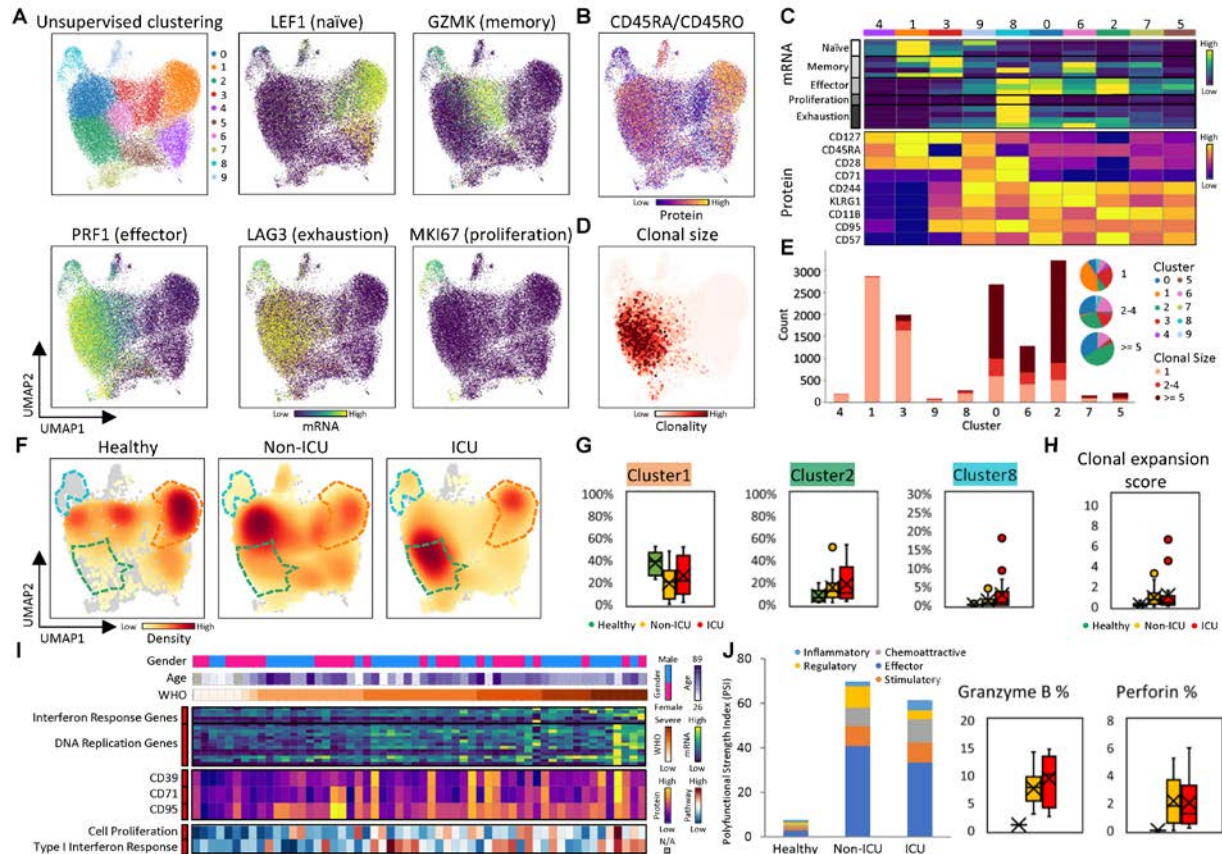 A
Unsupervised clustering
0
1
2
3
4
5
6
7
8
9
LEF1 (naïve)
GZMK (memory)
PRF1 (effector)
LAG3 (exhaustion)
MKI67 (proliferation)
UMAP2
UMAP1
Low High
mRNA
B
CD45RA/CD45RO
Low High
Protein
D
Clonal size
Low High
Clonality
C
4 1 3 9 8 0 6 2 7 5
mRNA
Naïve
Memory
Effector
Proliferation
Exhaustion
High
Low
Protein
CD127
CD45RA
CD28
CD71
CD244
KLRG1
CD11B
CD95
CD57
High
Low
E
Count
3000
2500
2000
1500
1000
500
0
4 1 3 9 8 0 6 2 7 5
Cluster
1
2-4
>= 5
Cluster
0 5
1 6
2 7
3 8
4 9
Clonal Size
1
2-4
>= 5
F
Healthy
Non-ICU
ICU
UMAP2
UMAP1
Low High
Density
G
Cluster1
100%
80%
60%
40%
20%
0%
Cluster2
100%
80%
60%
40%
20%
0%
Cluster8
30%
25%
20%
15%
10%
5%
0%
Healthy Non-ICU ICU
H
Clonal expansion
score
10
8
6
4
2
0
Healthy Non-ICU ICU
I
Gender
Age
WHO
Interferon Response Genes
DNA Replication Genes
CD39
CD71
CD95
Cell Proliferation
Type I Interferon Response
Male
Gender
Female
89
Age
26
Severe
WHO
Low
High
mRNA
Low
High
Protein
Low
High
Pathway
Low
N/A
J
Inflammatory
Regulatory
Chemoattractive
Effector
Stimulatory
Polyfunctional Strength Index (PSI)
80
60
40
20
0
Healthy Non-ICU ICU
Granzyme B %
20
15
10
5
0
Perforin %
8
6
4
2
0